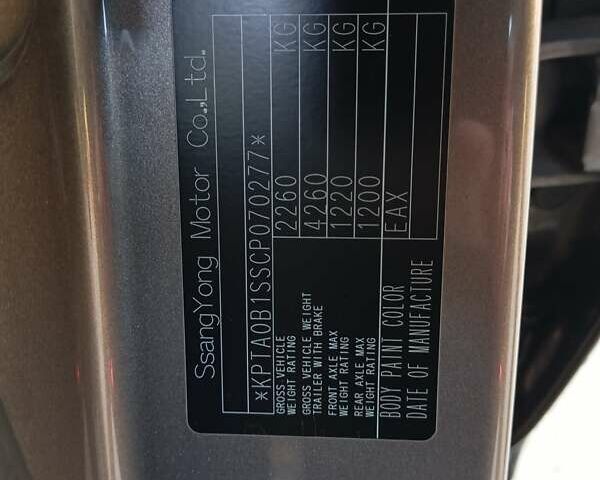 SsangYong Motor Co.,Ltd.
*KPTA0B1SSCP070277*
GROSS VEHICLE
WEIGHT RATING 2260 KG
GROSS VEHICLE WEIGHT
TRAILER WITH BRAKE 4260 KG
FRONT AXLE MAX
WEIGHT RATING 1220 KG
REAR AXLE MAX
WEIGHT RATING 1200 KG
BODY PAINT COLOR EAX
DATE OF MANUFACTURE